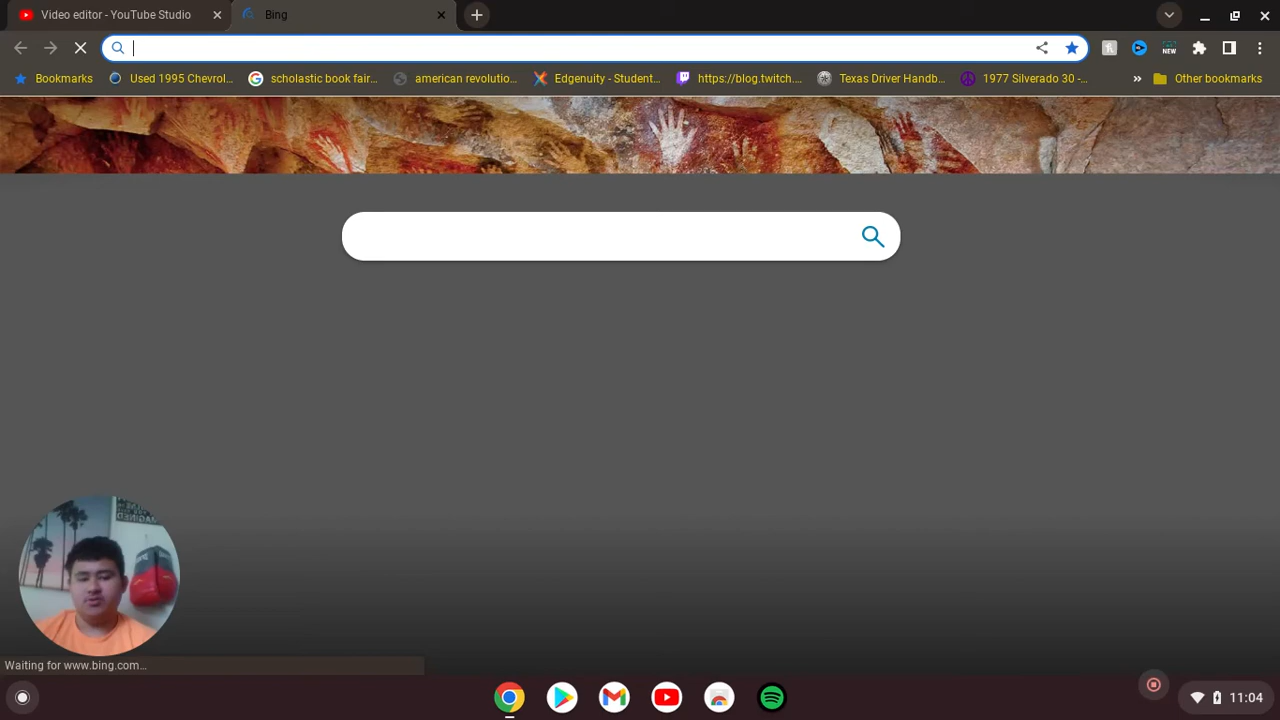 Video editor - YouTube Studio
Bing
NEW
Bookmarks
Used 1995 Chevrol...
scholastic book fair...
american revolutio...
Edgenuity - Student...
https://blog.twitch....
Texas Driver Handb...
1977 Silverado 30 -...
»
Other bookmarks
Waiting for www.bing.com...
11:04